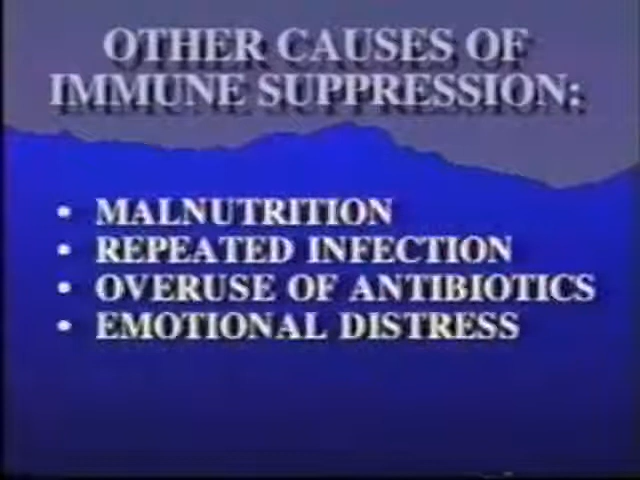 OTHER CAUSES OF
IMMUNE SUPPRESSION:
• MALNUTRITION
• REPEATED INFECTION
• OVERUSE OF ANTIBIOTICS
• EMOTIONAL DISTRESS